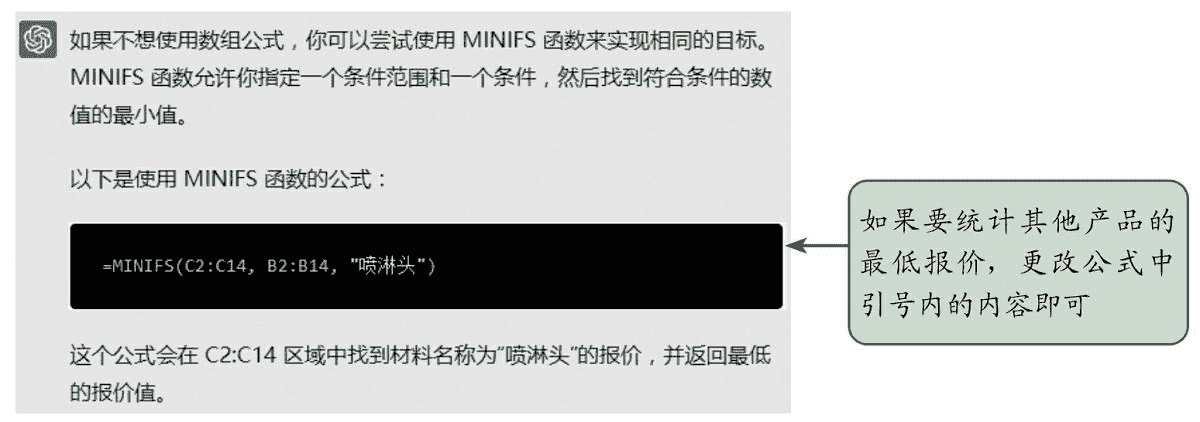 如果不想使用数组公式，你可以尝试使用 MINIFS 函数来实现相同的目标。
MINIFS 函数允许你指定一个条件范围和一个条件，然后找到符合条件的数
值的最小值。
以下是使用 MINIFS 函数的公式：
=MINIFS(C2:C14, B2:B14, "喷淋头")
这个公式会在 C2:C14 区域中找到材料名称为"喷淋头"的报价，并返回最低
的报价值。
如果要统计其他产品的
最低报价，更改公式中
引号内的内容即可